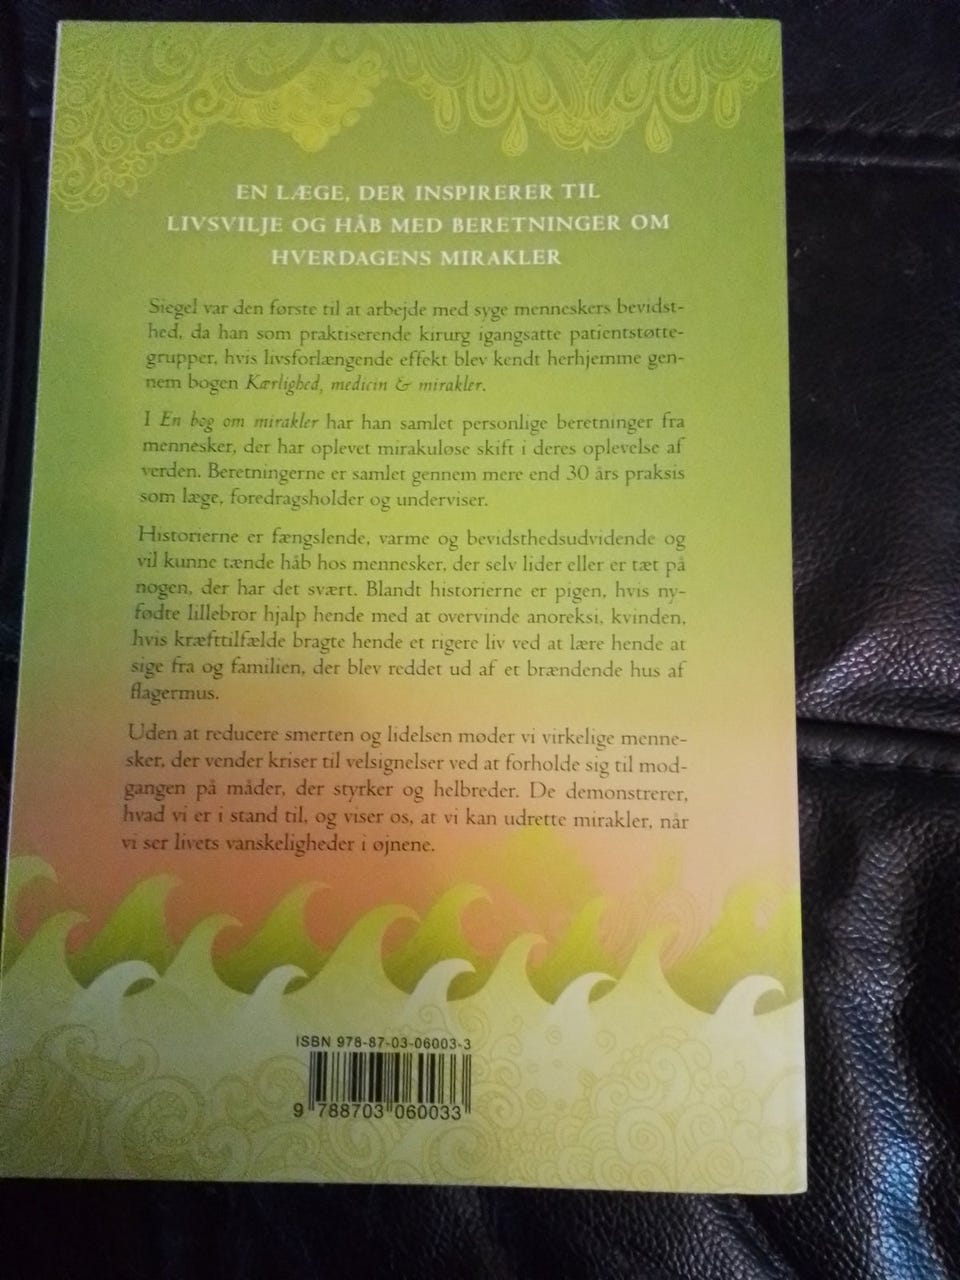 EN LÆGE, DER INSPIRERER TIL
LIVSVILJE OG HÅB MED BERETNINGER OM
HVERDAGENS MIRAKLER
Siegel var den første til at arbejde med syge menneskers bevidst-
hed, da han som praktiserende kirurg igangsatte patientstøtte-
grupper, hvis livsforlængende effekt blev kendt herhjemme gen-
nem bogen Kærlighed, medicin & mirakler.
I En bog om mirakler har han samlet personlige beretninger fra
mennesker, der har oplevet mirakuløse skift i deres oplevelse af
verden. Beretningerne er samlet gennem mere end 30 års praksis
som læge, foredragsholder og underviser.
Historierne er fængslende, varme og bevidsthedsudvidende og
vil kunne tænde håb hos mennesker, der selv lider eller er tæt på
nogen, der har det svært. Blandt historierne er pigen, hvis ny-
fødte lillebror hjalp hende med at overvinde anoreksi, kvinden,
hvis kræfttilfælde bragte hende et rigere liv ved at lære hende at
sige fra og familien, der blev reddet ud af et brændende hus af
flagermus.
Uden at reducere smerten og lidelsen møder vi virkelige menne-
sker, der vender kriser til velsignelser ved at forholde sig til mod-
gangen på måder, der styrker og helbreder. De demonstrerer,
hvad vi er i stand til, og viser os, at vi kan udrette mirakler, når
vi ser livets vanskeligheder i øjnene.
ISBN 978-87-03-06003-3
9 788703 060033